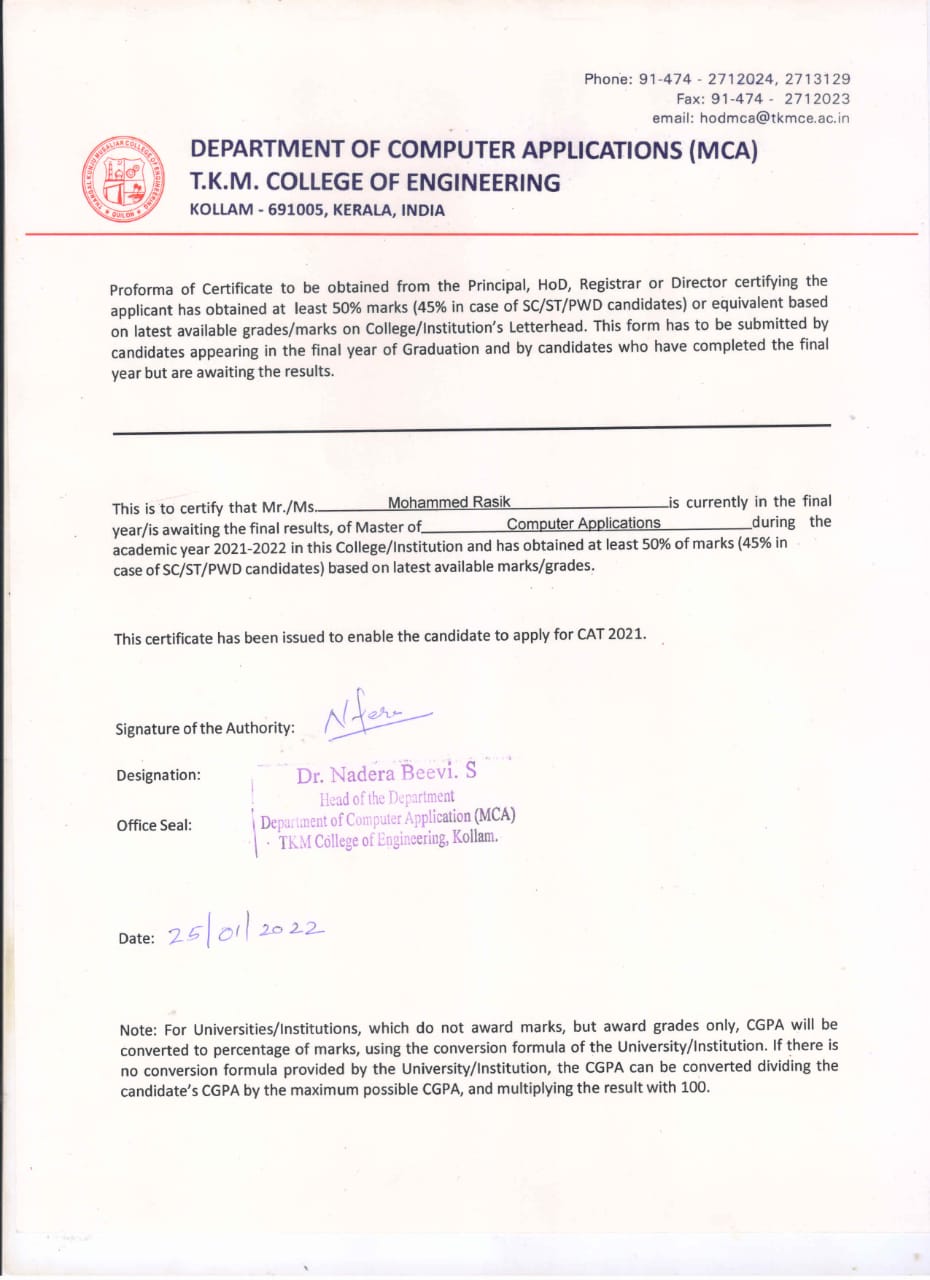 Phone: 91-474 - 2712024, 2713129
Fax: 91-474 - 2712023
email: hodmca@tkmce.ac.in
THANGAL KUNJU MUSALIAR COLLEGE OF ENGINEERING
QUILON
DEPARTMENT OF COMPUTER APPLICATIONS (MCA)
T.K.M. COLLEGE OF ENGINEERING
KOLLAM - 691005, KERALA, INDIA
Proforma of Certificate to be obtained from the Principal, HoD, Registrar or Director certifying the
applicant has obtained at least 50% marks (45% in case of SC/ST/PWD candidates) or equivalent based
on latest available grades/marks on College/Institution's Letterhead. This form has to be submitted by
candidates appearing in the final year of Graduation and by candidates who have completed the final
year but are awaiting the results.
This is to certify that Mr./Ms. Mohammed Rasik is currently in the final
year/is awaiting the final results, of Master of Computer Applications during the
academic year 2021-2022 in this College/Institution and has obtained at least 50% of marks (45% in
case of SC/ST/PWD candidates) based on latest available marks/grades.
This certificate has been issued to enable the candidate to apply for CAT 2021.
Signature of the Authority:
Designation:
Dr. Nadera Beevi. S
Head of the Department
Office Seal:
Department of Computer Application (MCA)
TKM College of Engineering, Kollam.
Date: 25/01/2022
Note: For Universities/Institutions, which do not award marks, but award grades only, CGPA will be
converted to percentage of marks, using the conversion formula of the University/Institution. If there is
no conversion formula provided by the University/Institution, the CGPA can be converted dividing the
candidate's CGPA by the maximum possible CGPA, and multiplying the result with 100.